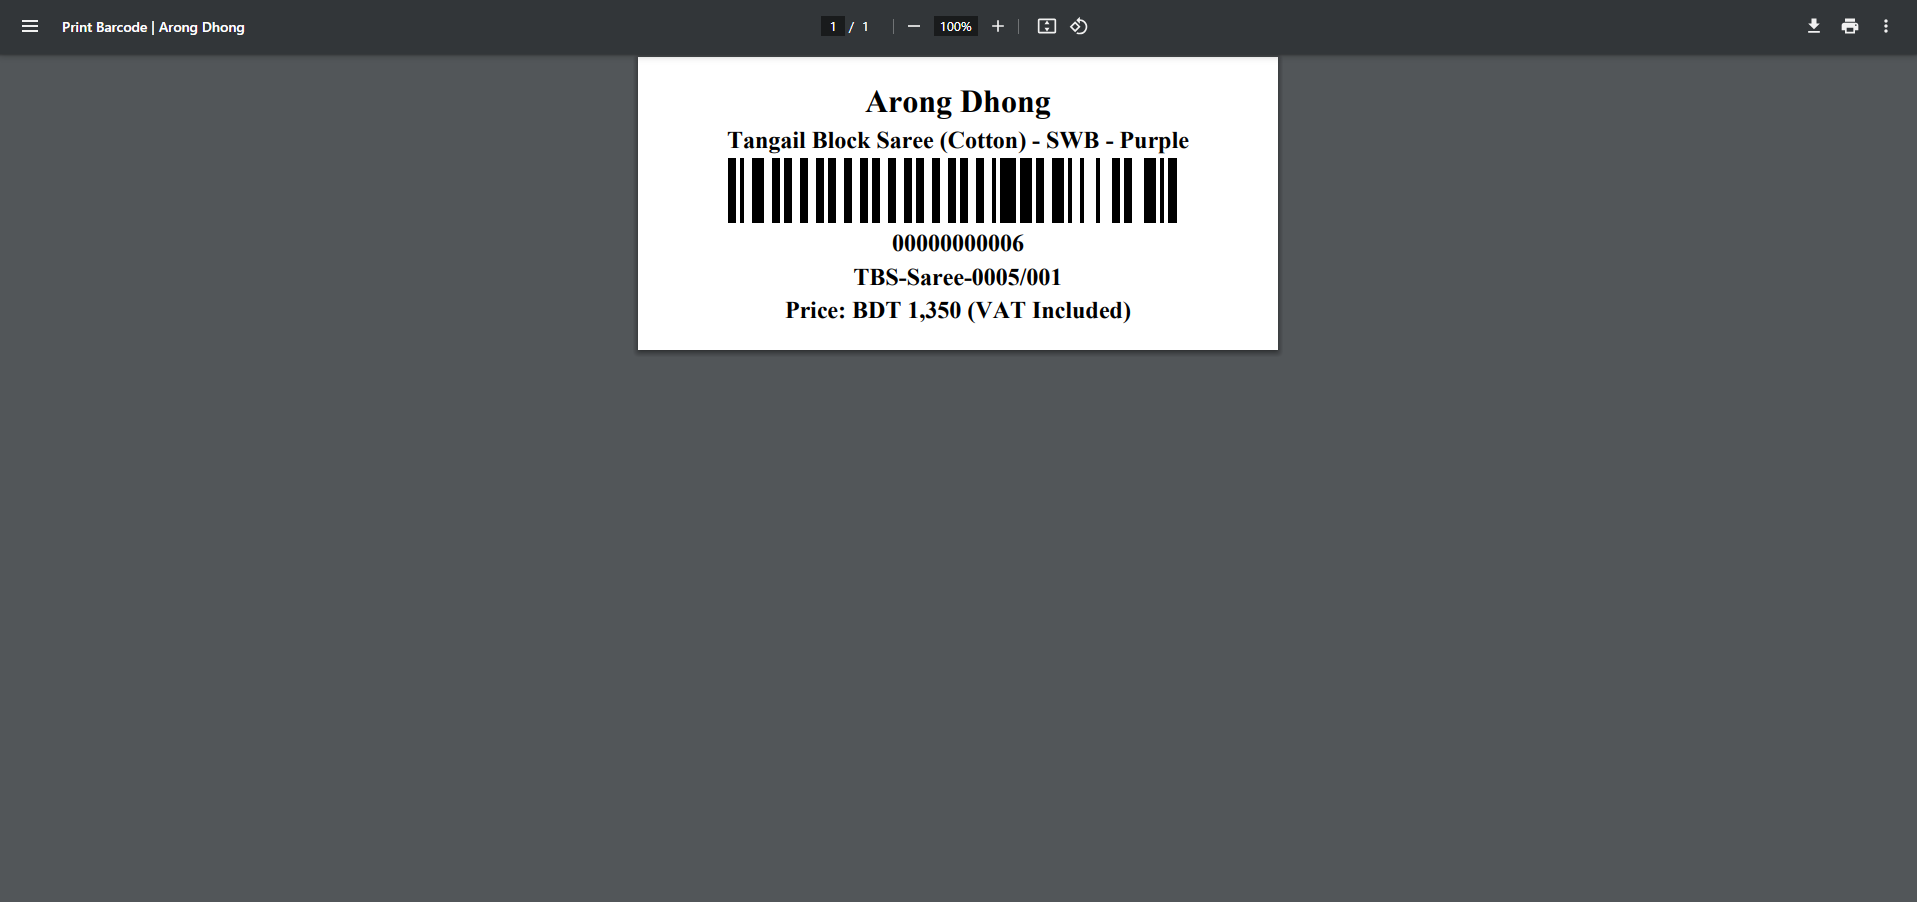 Print Barcode | Arong Dhong
1 / 1
100%
Arong Dhong
Tangail Block Saree (Cotton) - SWB - Purple
00000000006
TBS-Saree-0005/001
Price: BDT 1,350 (VAT Included)